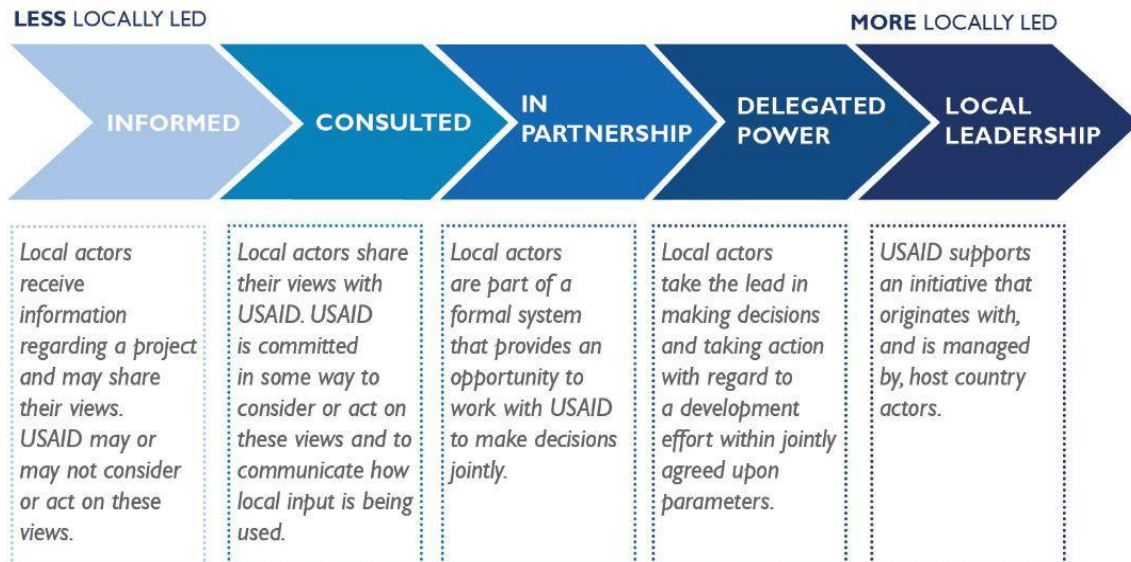 LESS LOCALLY LED
MORE LOCALLY LED
INFORMED
CONSULTED
IN
PARTNERSHIP
DELEGATED
POWER
LOCAL
LEADERSHIP
Local actors
receive
information
regarding a project
and may share
their views.
USAID may or
may not consider
or act on these
views.
Local actors share
their views with
USAID. USAID
is committed
in some way to
consider or act on
these views and to
communicate how
local input is being
used.
Local actors
are part of a
formal system
that provides an
opportunity to
work with USAID
to make decisions
jointly.
Local actors
take the lead in
making decisions
and taking action
with regard to
a development
effort within jointly
agreed upon
parameters.
USAID supports
an initiative that
originates with,
and is managed
by, host country
actors.